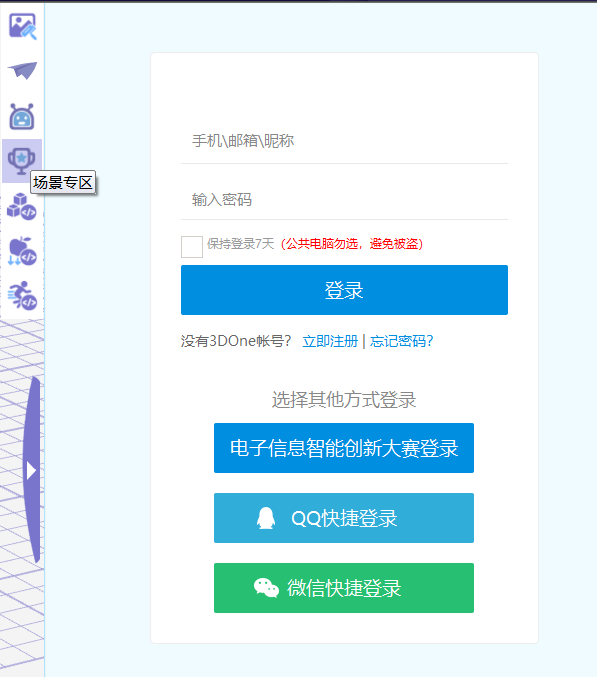 手机\邮箱\昵称
场景专区
输入密码
保持登录7天（公共电脑勿选，避免被盗）
登录
没有3DOne帐号？ 立即注册 | 忘记密码?
选择其他方式登录
电子信息智能创新大赛登录
QQ快捷登录
微信快捷登录